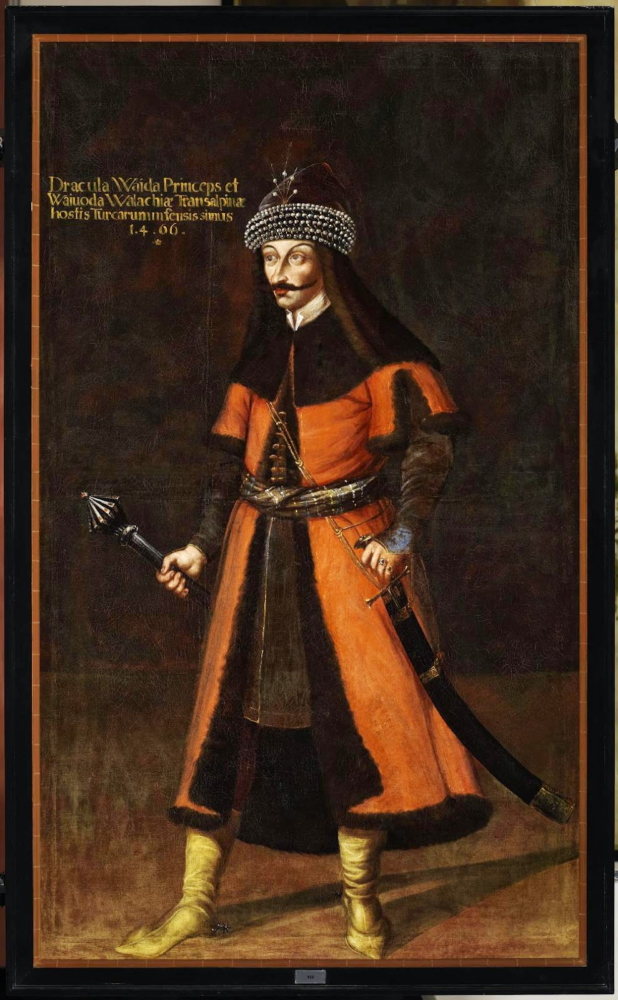 Dracula Waida Princeps et
Waiuoda Walachiæ Transalpinæ
hostis Turcarum infensissimus
1.4.66.